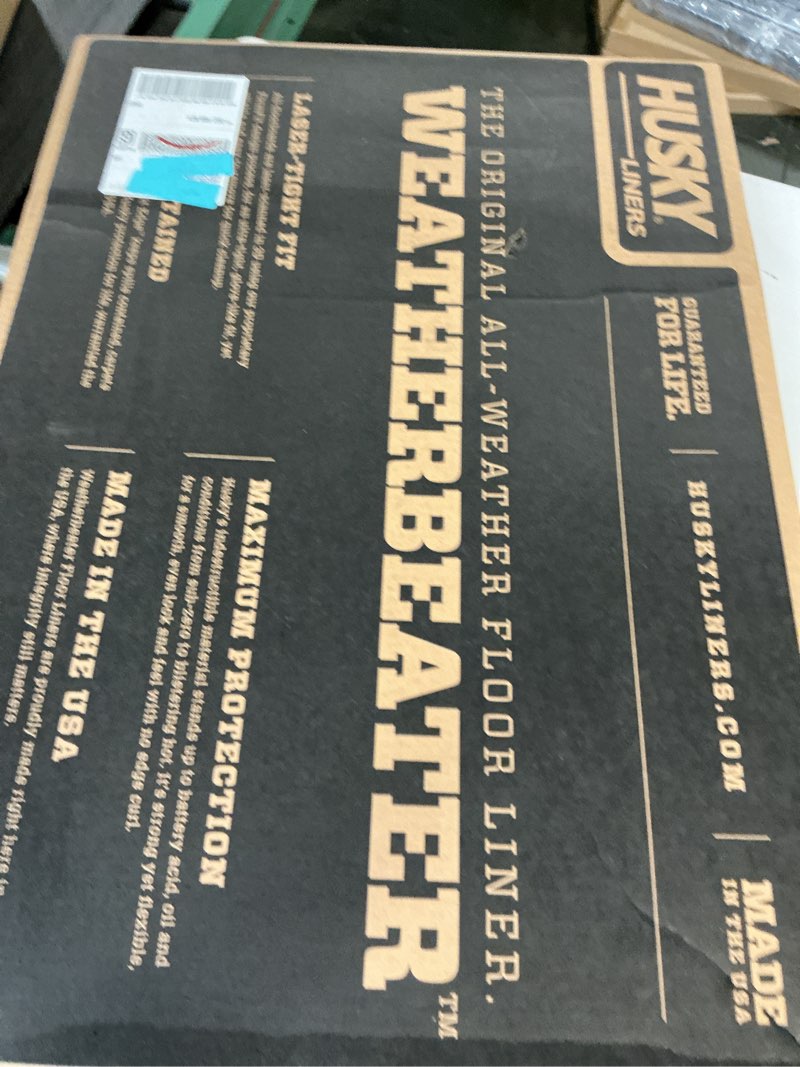 HUSKY®
LINERS
GUARANTEED
FOR LIFE.
HUSKYLINERS.COM
MADE
IN THE USA
THE ORIGINAL ALL-WEATHER FLOOR LINER.
WEATHERBEATER™
LASER-TIGHT FIT
MAXIMUM PROTECTION
Husky's indestructible material stands up to battery acid, oil and
conditions from sub-zero to blistering hot. It's strong yet flexible,
for a smooth, even look and feel with no edge curl.
MADE IN THE USA
Weatherbeater Floor Liners are proudly made right here in
the USA, where integrity still matters.